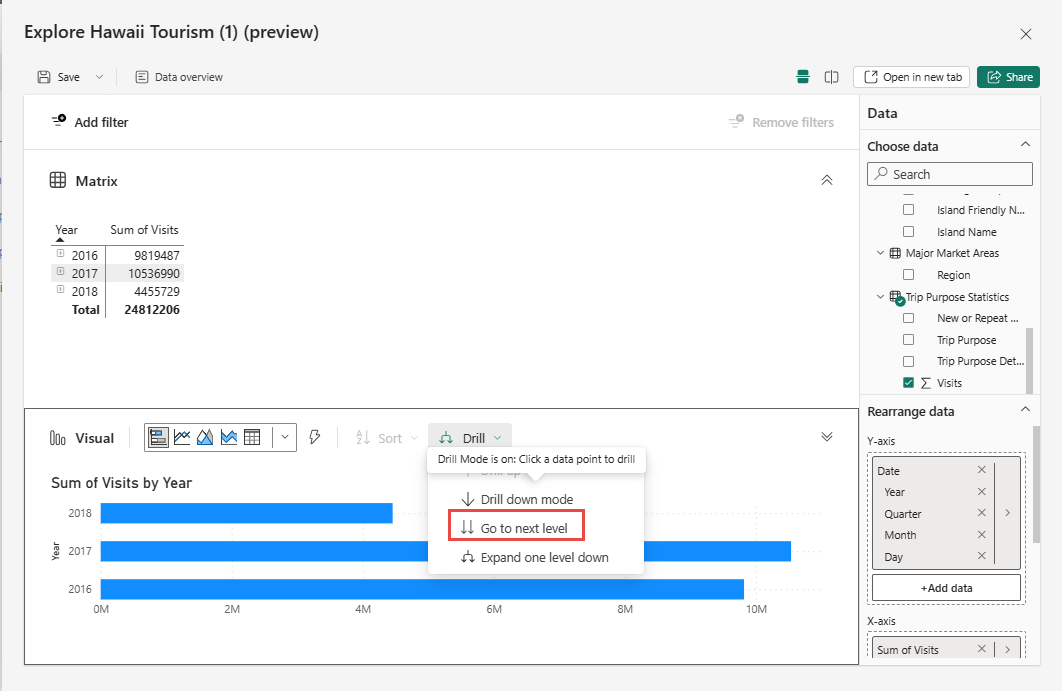 Explore Hawaii Tourism (1) (preview)
Save
Data overview
Open in new tab
Share
Add filter
Remove filters
Matrix
Year Sum of Visits
2016 9819487
2017 10536990
2018 4455729
Total 24812206
Visual
Sort
Drill
Drill Mode is on: Click a data point to drill
Drill down mode
Go to next level
Expand one level down
Sum of Visits by Year
Year
2018
2017
2016
0M 2M 4M 6M 8M 10M
Data
Choose data
Search
Island Friendly N...
Island Name
Major Market Areas
Region
Trip Purpose Statistics
New or Repeat ...
Trip Purpose
Trip Purpose Det...
Visits
Rearrange data
Y-axis
Date
Year
Quarter
Month
Day
+Add data
X-axis
Sum of Visits